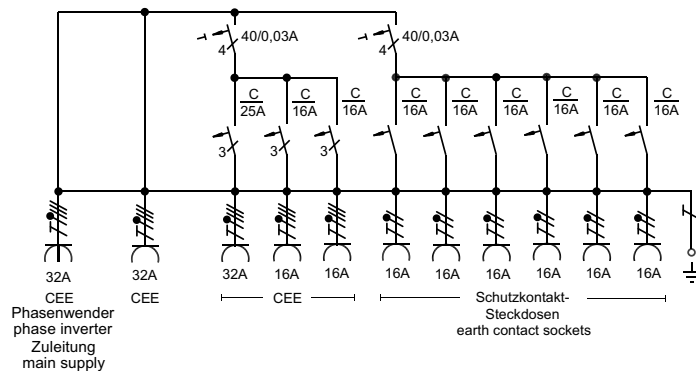 40/0,03A 40/0,03A
4 4
C C C C C C C C C
25A 16A 16A 16A 16A 16A 16A 16A 16A
3 3 3
32A 32A 32A 16A 16A 16A 16A 16A 16A 16A 16A
CEE CEE CEE Schutzkontakt-
Phasenwender Steckdosen
phase inverter earth contact sockets
Zuleitung
main supply